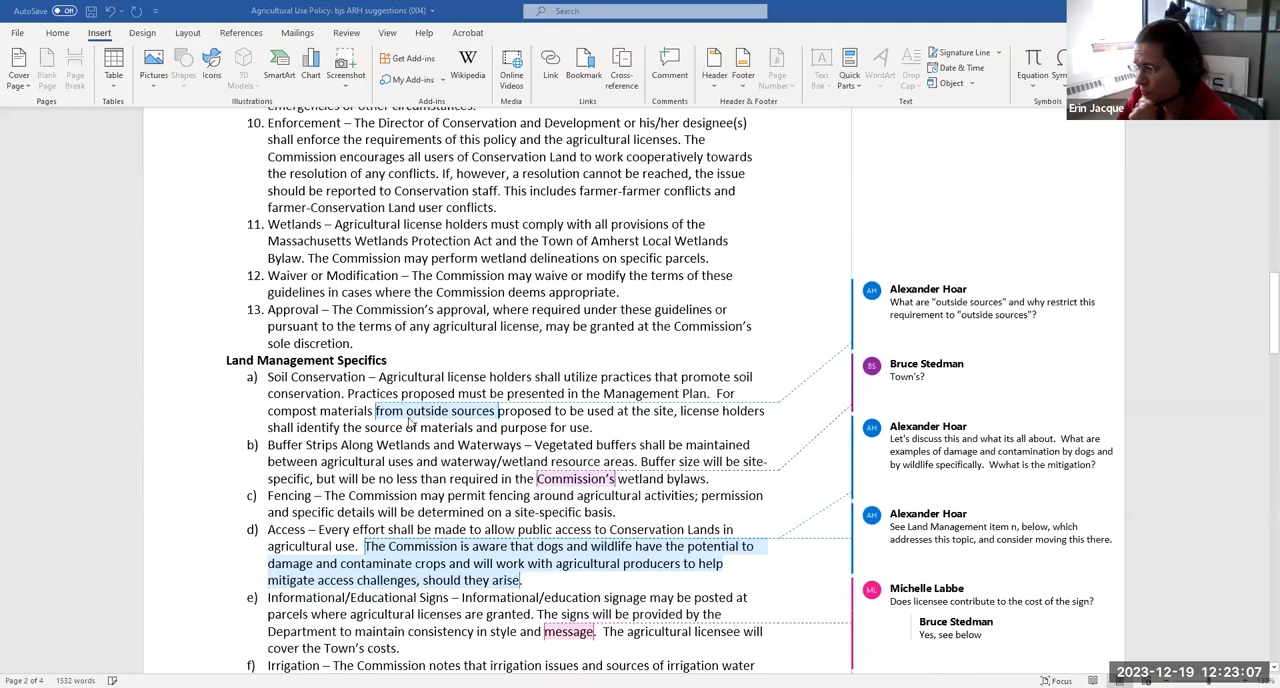 AutoSave Off
Agricultural Use Policy. bjs ARH suggestions (004)
Search
File Home Insert Design Layout References Mailings Review View Help Acrobat
Cover Page
Blank Page
Page Break
Pages
Table
Tables
Pictures
Shapes
Icons
3D Models
SmartArt
Chart
Screenshot
Illustrations
Get Add-ins
My Add-ins
Wikipedia
Add-ins
Online Videos
Media
Link
Bookmark
Cross-reference
Links
Comment
Comments
Header
Footer
Page Number
Header & Footer
Text Box
Quick Parts
WordArt
Drop Cap
Signature Line
Date & Time
Object
Text
Equation
Symbols
Erin Jacque
emergencies or other circumstances.
10. Enforcement – The Director of Conservation and Development or his/her designee(s)
shall enforce the requirements of this policy and the agricultural licenses. The
Commission encourages all users of Conservation Land to work cooperatively towards
the resolution of any conflicts. If, however, a resolution cannot be reached, the issue
should be reported to Conservation staff. This includes farmer-farmer conflicts and
farmer-Conservation Land user conflicts.
11. Wetlands – Agricultural license holders must comply with all provisions of the
Massachusetts Wetlands Protection Act and the Town of Amherst Local Wetlands
Bylaw. The Commission may perform wetland delineations on specific parcels.
12. Waiver or Modification – The Commission may waive or modify the terms of these
guidelines in cases where the Commission deems appropriate.
13. Approval – The Commission's approval, where required under these guidelines or
pursuant to the terms of any agricultural license, may be granted at the Commission's
sole discretion.
Land Management Specifics
a) Soil Conservation – Agricultural license holders shall utilize practices that promote soil
conservation. Practices proposed must be presented in the Management Plan. For
compost materials from outside sources proposed to be used at the site, license holders
shall identify the source of materials and purpose for use.
b) Buffer Strips Along Wetlands and Waterways – Vegetated buffers shall be maintained
between agricultural uses and waterway/wetland resource areas. Buffer size will be site-
specific, but will be no less than required in the Commission's wetland bylaws.
c) Fencing – The Commission may permit fencing around agricultural activities; permission
and specific details will be determined on a site-specific basis.
d) Access – Every effort shall be made to allow public access to Conservation Lands in
agricultural use. The Commission is aware that dogs and wildlife have the potential to
damage and contaminate crops and will work with agricultural producers to help
mitigate access challenges, should they arise.
e) Informational/Educational Signs – Informational/education signage may be posted at
parcels where agricultural licenses are granted. The signs will be provided by the
Department to maintain consistency in style and message. The agricultural licensee will
cover the Town's costs.
f) Irrigation – The Commission notes that irrigation issues and sources of irrigation water
AH Alexander Hoar
What are "outside sources" and why restrict this
requirement to "outside sources"?
BS Bruce Stedman
Town's?
AH Alexander Hoar
Let's discuss this and what its all about. What are
examples of damage and contamination by dogs and
by wildlife specifically. Wwhat is the mitigation?
AH Alexander Hoar
See Land Management item n, below, which
addresses this topic, and consider moving this there.
ML Michelle Labbe
Does licensee contribute to the cost of the sign?
Bruce Stedman
Yes, see below
Page 2 of 4 1532 words
Focus
2023-12-19 12:23:07